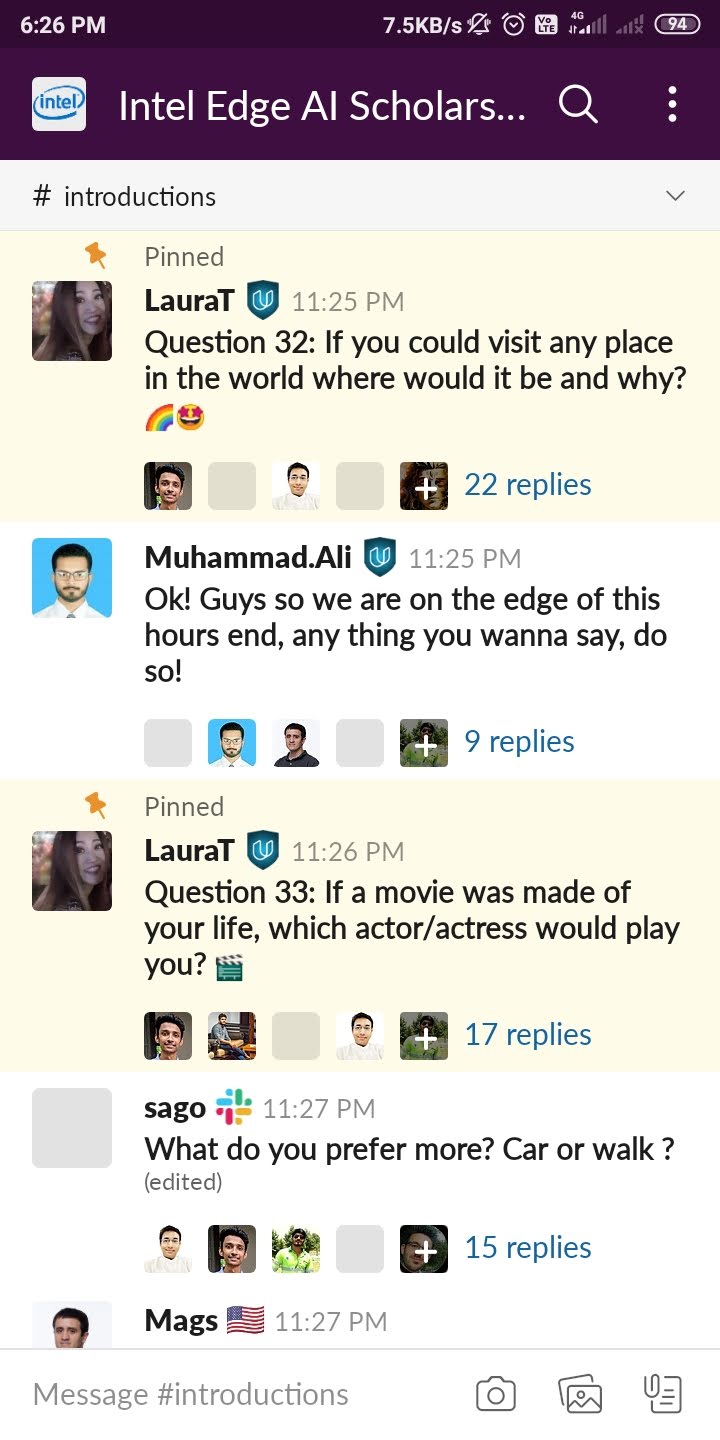 6:26 PM 7.5KB/s Vo LTE 4G 94
intel Intel Edge AI Scholars...
# introductions
Pinned
LauraT 11:25 PM
Question 32: If you could visit any place
in the world where would it be and why?
22 replies
Muhammad.Ali 11:25 PM
Ok! Guys so we are on the edge of this
hours end, any thing you wanna say, do
so!
9 replies
Pinned
LauraT 11:26 PM
Question 33: If a movie was made of
your life, which actor/actress would play
you?
17 replies
sago 11:27 PM
What do you prefer more? Car or walk ?
(edited)
15 replies
Mags 11:27 PM
Message #introductions